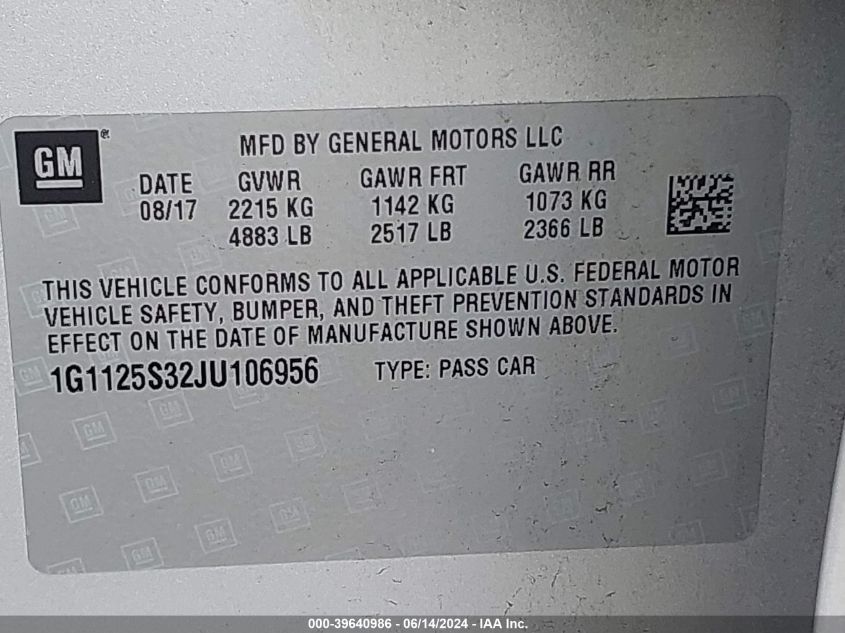 GM®
MFD BY GENERAL MOTORS LLC
DATE GVWR GAWR FRT GAWR RR
08/17 2215 KG 1142 KG 1073 KG
4883 LB 2517 LB 2366 LB
THIS VEHICLE CONFORMS TO ALL APPLICABLE U.S. FEDERAL MOTOR
VEHICLE SAFETY, BUMPER, AND THEFT PREVENTION STANDARDS IN
EFFECT ON THE DATE OF MANUFACTURE SHOWN ABOVE.
1G1125S32JU106956 TYPE: PASS CAR
000-39640986 - 06/14/2024 - IAA Inc.